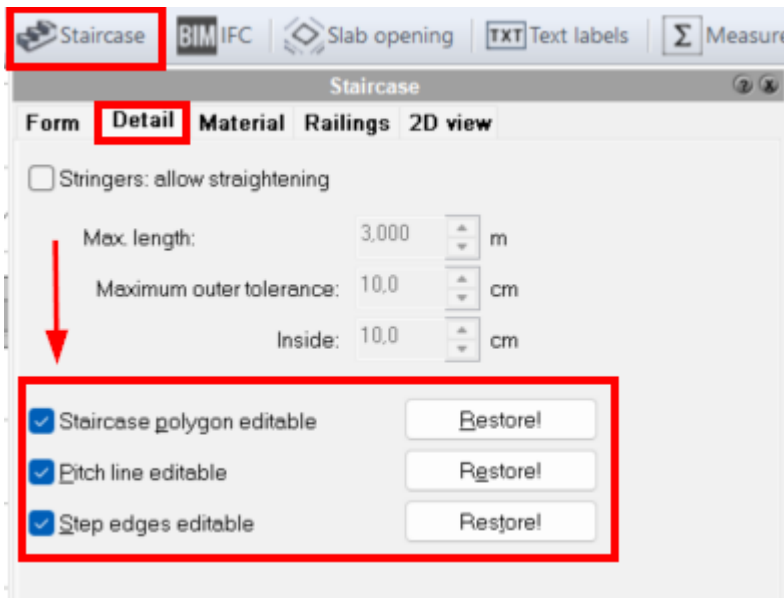 Staircase BIM IFC Slab opening TXT Text labels Σ Measure
Staircase
Form Detail Material Railings 2D view
Stringers: allow straightening
Max. length: 3,000 m
Maximum outer tolerance: 10,0 cm
Inside: 10,0 cm
Staircase polygon editable Restore!
Pitch line editable Restore!
Step edges editable Restore!